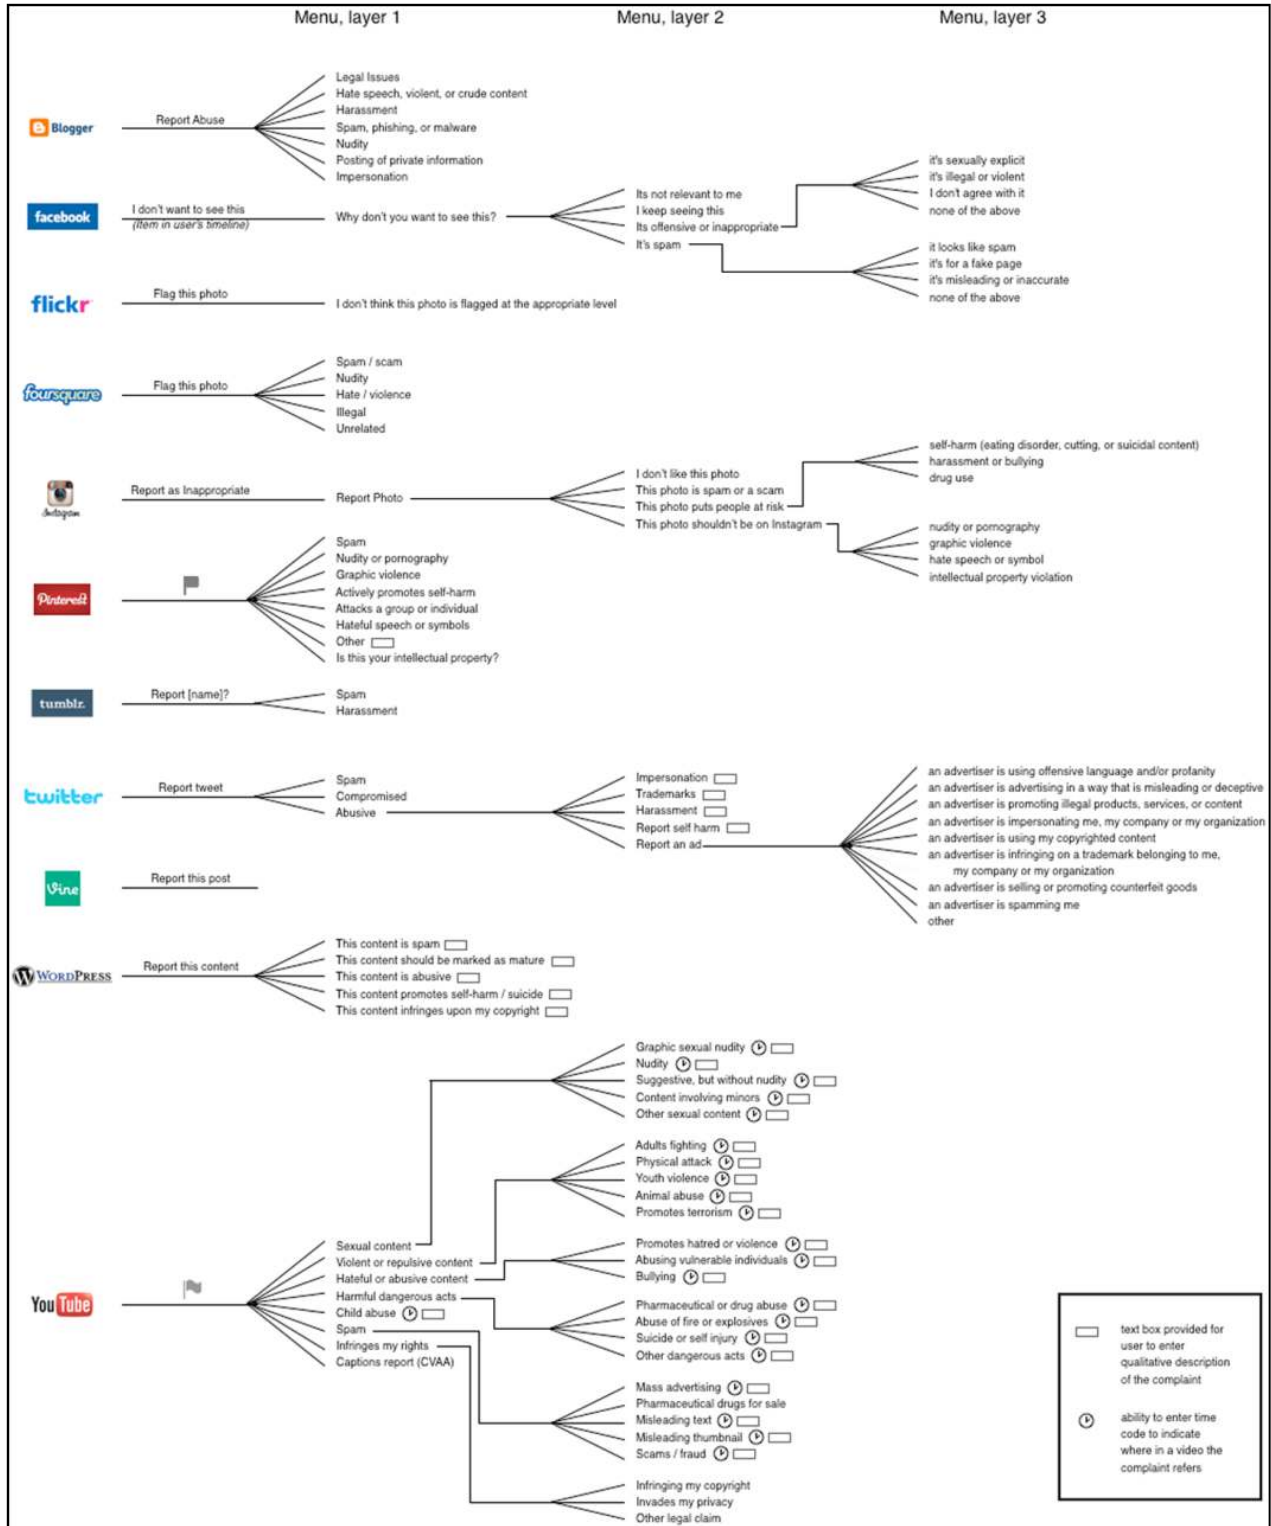 Menu, layer 1
Menu, layer 2
Menu, layer 3
Blogger
Report Abuse
Legal Issues
Hate speech, violent, or crude content
Harassment
Spam, phishing, or malware
Nudity
Posting of private information
Impersonation
facebook
I don't want to see this
(Item in user's timeline)
Why don't you want to see this?
Its not relevant to me
I keep seeing this
Its offensive or inappropriate
It's spam
it's sexually explicit
it's illegal or violent
I don't agree with it
none of the above
it looks like spam
it's for a fake page
it's misleading or inaccurate
none of the above
flickr
Flag this photo
I don't think this photo is flagged at the appropriate level
foursquare
Flag this photo
Spam / scam
Nudity
Hate / violence
Illegal
Unrelated
Instagram
Report as Inappropriate
Report Photo
I don't like this photo
This photo is spam or a scam
This photo puts people at risk
This photo shouldn't be on Instagram
self-harm (eating disorder, cutting, or suicidal content)
harassment or bullying
drug use
nudity or pornography
graphic violence
hate speech or symbol
intellectual property violation
Pinterest
Spam
Nudity or pornography
Graphic violence
Actively promotes self-harm
Attacks a group or individual
Hateful speech or symbols
Other
Is this your intellectual property?
tumblr.
Report [name]?
Spam
Harassment
twitter
Report tweet
Spam
Compromised
Abusive
Impersonation
Trademarks
Harassment
Report self harm
Report an ad
an advertiser is using offensive language and/or profanity
an advertiser is advertising in a way that is misleading or deceptive
an advertiser is promoting illegal products, services, or content
an advertiser is impersonating me, my company or my organization
an advertiser is using my copyrighted content
an advertiser is infringing on a trademark belonging to me,
my company or my organization
an advertiser is selling or promoting counterfeit goods
an advertiser is spamming me
other
Vine
Report this post
WORDPRESS
Report this content
This content is spam
This content should be marked as mature
This content is abusive
This content promotes self-harm / suicide
This content infringes upon my copyright
YouTube
Sexual content
Violent or repulsive content
Hateful or abusive content
Harmful dangerous acts
Child abuse
Spam
Infringes my rights
Captions report (CVAA)
Graphic sexual nudity
Nudity
Suggestive, but without nudity
Content involving minors
Other sexual content
Adults fighting
Physical attack
Youth violence
Animal abuse
Promotes terrorism
Promotes hatred or violence
Abusing vulnerable individuals
Bullying
Pharmaceutical or drug abuse
Abuse of fire or explosives
Suicide or self injury
Other dangerous acts
Mass advertising
Pharmaceutical drugs for sale
Misleading text
Misleading thumbnail
Scams / fraud
Infringing my copyright
Invades my privacy
Other legal claim
text box provided for
user to enter
qualitative description
of the complaint
ability to enter time
code to indicate
where in a video the
complaint refers